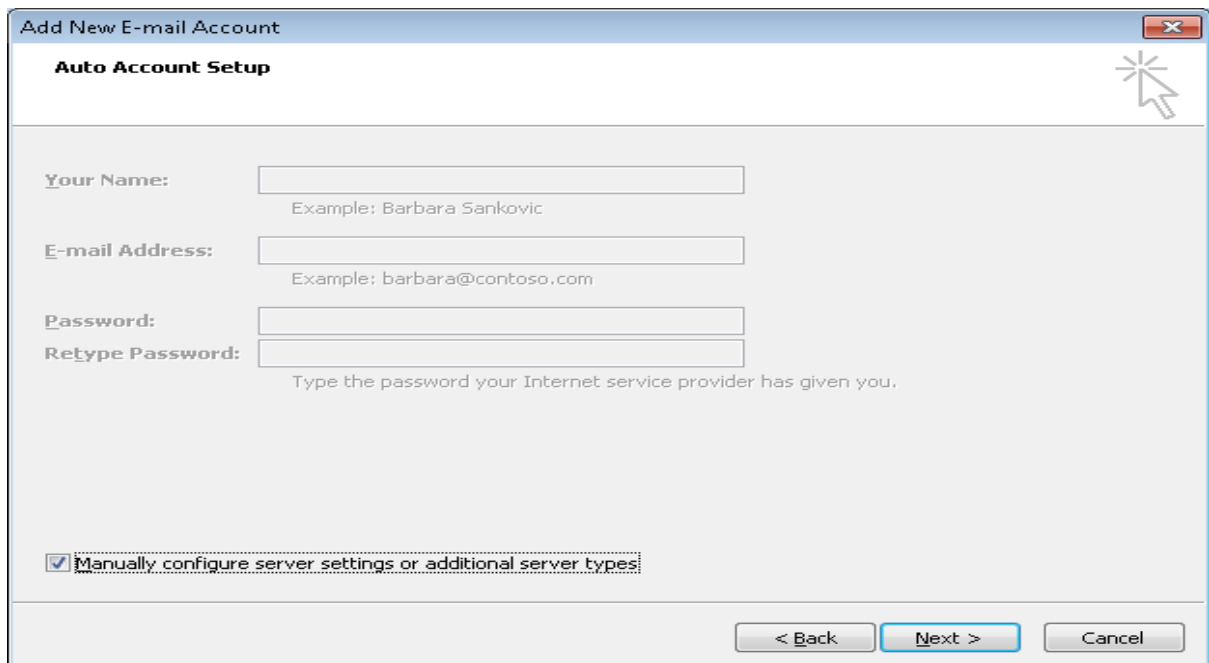 Add New E-mail Account
Auto Account Setup
Your Name:
Example: Barbara Sankovic
E-mail Address:
Example: barbara@contoso.com
Password:
Retype Password:
Type the password your Internet service provider has given you.
Manually configure server settings or additional server types
< Back Next > Cancel